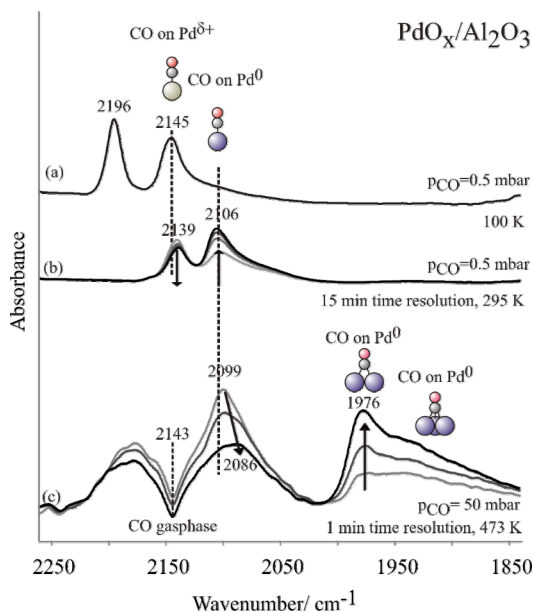 PdOx/Al2O3
CO on Pdδ+
CO on Pd0
2196
2145
(a)
pCO=0.5 mbar
100 K
2139
2106
(b)
pCO=0.5 mbar
15 min time resolution, 295 K
Absorbance
CO on Pd0
CO on Pd0
2099
1976
2143
2086
(c)
CO gasphase
pCO= 50 mbar
1 min time resolution, 473 K
2250
2150
2050
1950
1850
Wavenumber/ cm-1